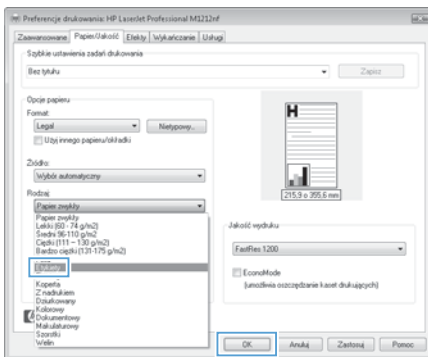 Preferencje drukowania: HP LaserJet Professional M1212nf
Zaawansowane Papier/Jakość Efekty Wykańczanie Usługi
Szybkie ustawienia zadań drukowania
Bez tytułu
Zapisz
Opcje papieru
Format:
Legal
Nietypowy...
Użyj innego papieru/okładki
Źródło:
Wybór automatyczny
Rodzaj:
Papier zwykły
Papier zwykły
Lekki (60 - 74 g/m2)
Średni 96-110 g/m2
Ciężki (111 - 130 g/m2)
Bardzo ciężki (131-175 g/m2)
Etykiety
Koperta
Z nadrukiem
Dziurkowany
Kolorowy
Dokumentowy
Makulaturowy
Szorstki
Welin
H
215,9 o 355,6 mm
Jakość wydruku
FastRes 1200
EconoMode
(umożliwia oszczędzanie kaset drukujących)
OK Anuluj Zastosuj Pomoc